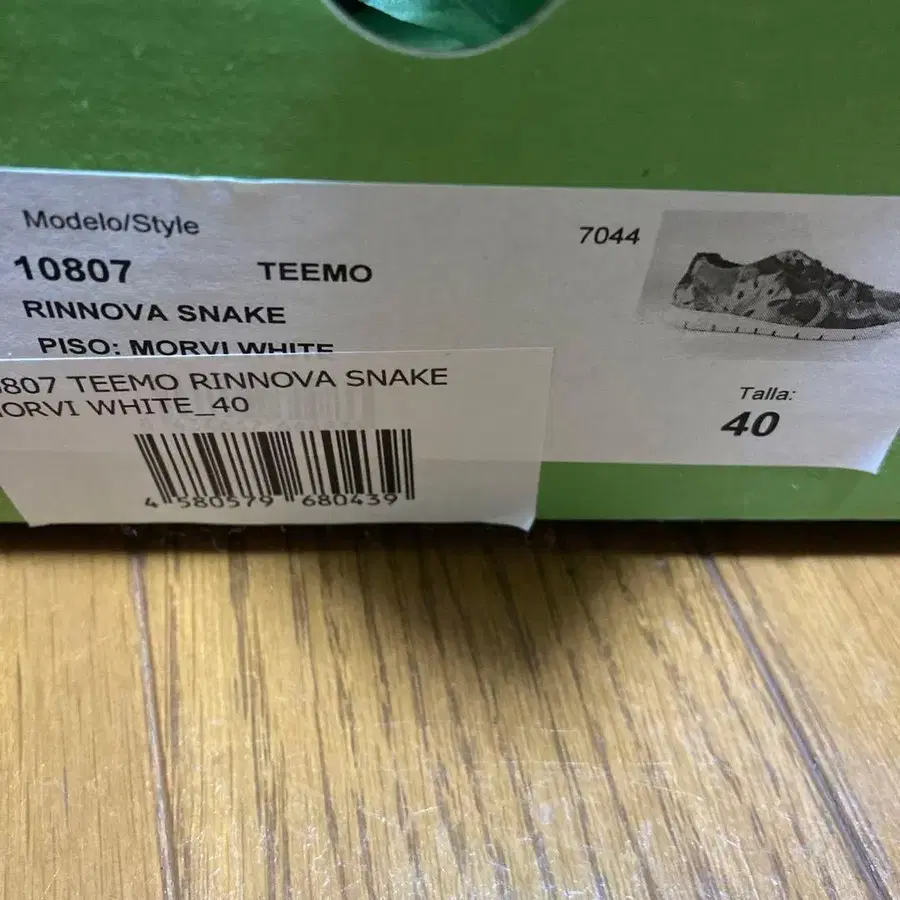 Modelo/Style
7044
10807 TEEMO
RINNOVA SNAKE
PISO: MORVI WHITE
807 TEEMO RINNOVA SNAKE
ORVI WHITE_40
Talla:
40
4 580579 680439